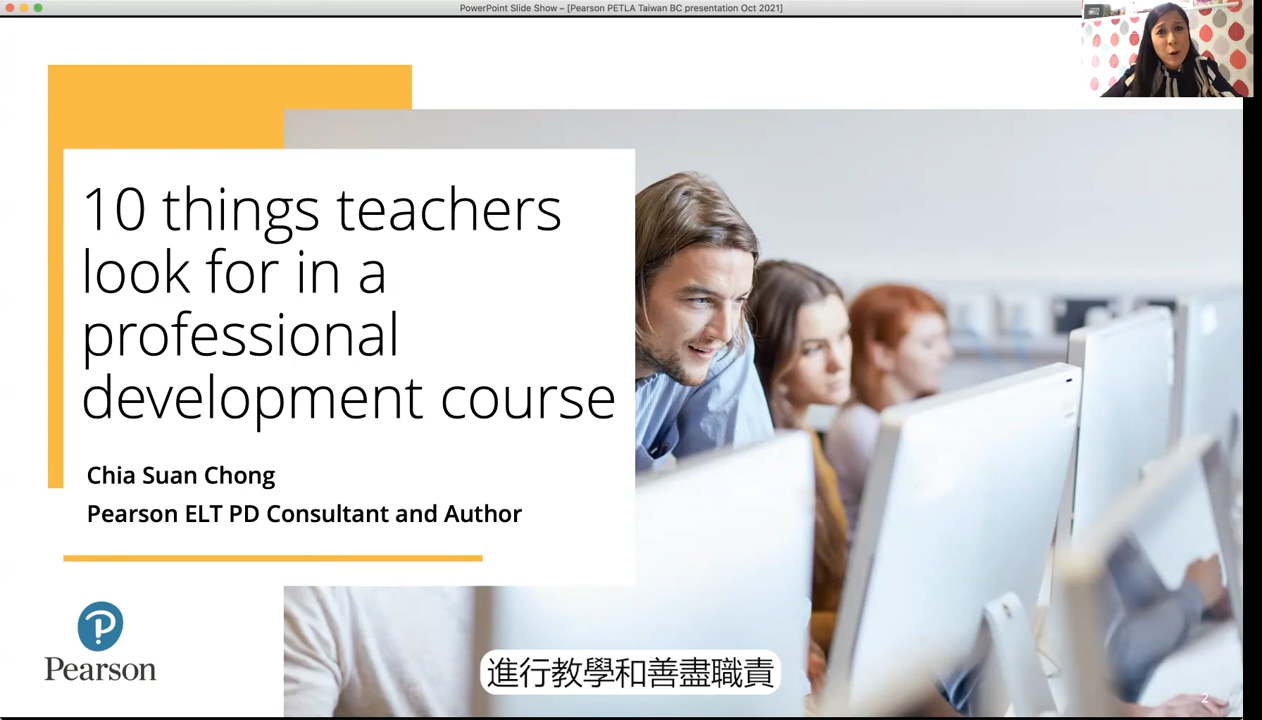 PowerPoint Slide Show – [Pearson PETLA Taiwan BC presentation Oct 2021]
10 things teachers
look for in a
professional
development course
Chia Suan Chong
Pearson ELT PD Consultant and Author
Pearson
進行教學和善盡職責
2